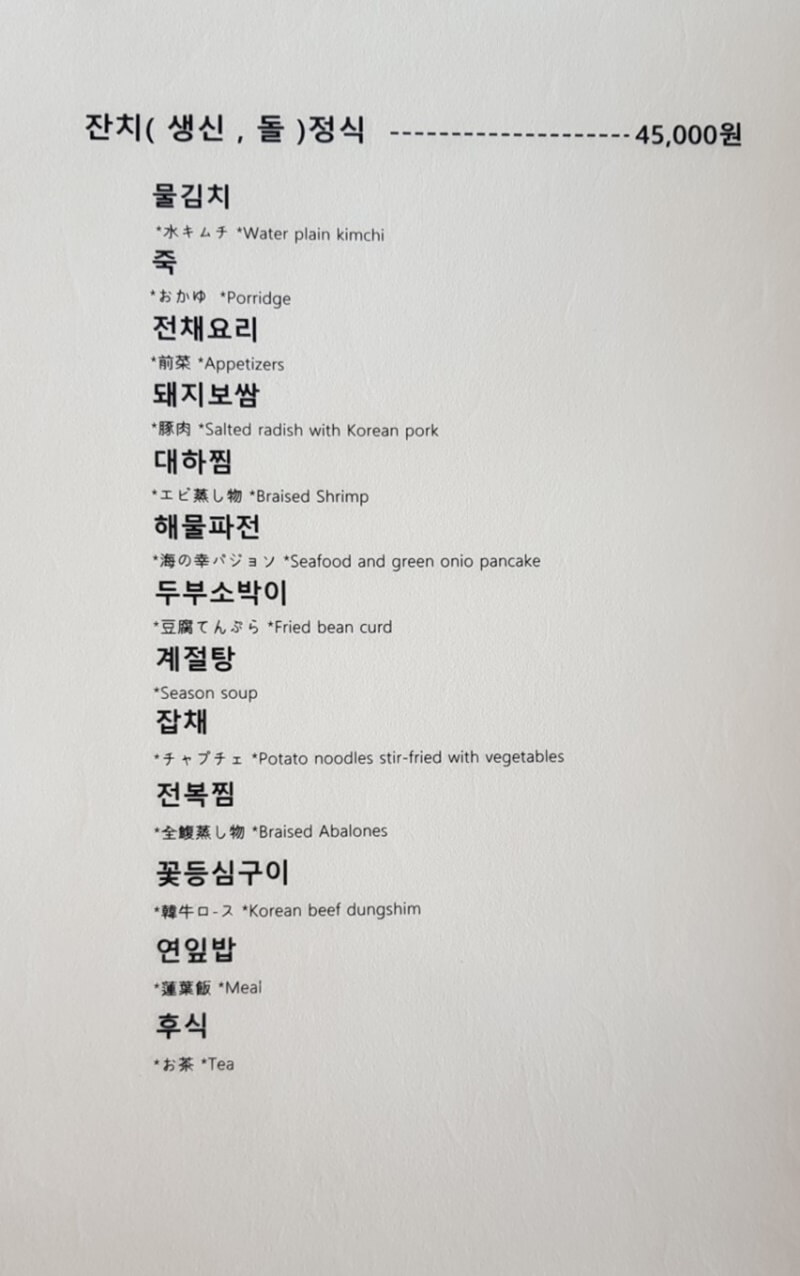 잔치( 생신 , 돌 )정식 --------------------45,000원
물김치
*水キムチ *Water plain kimchi
죽
*おかゆ *Porridge
전채요리
*前菜 *Appetizers
돼지보쌈
*豚肉 *Salted radish with Korean pork
대하찜
*エビ蒸し物 *Braised Shrimp
해물파전
*海の幸パジョン *Seafood and green onio pancake
두부소박이
*豆腐てんぷら *Fried bean curd
계절탕
*Season soup
잡채
*チャプチェ *Potato noodles stir-fried with vegetables
전복찜
*全鰒蒸し物 *Braised Abalones
꽃등심구이
*韓牛ロ-ス *Korean beef dungshim
연잎밥
*蓮葉飯 *Meal
후식
*お茶 *Tea